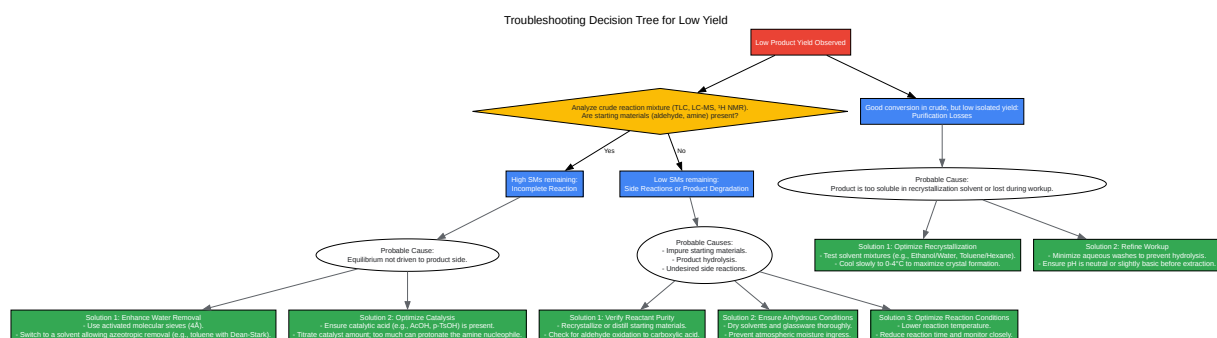 Troubleshooting Decision Tree for Low Yield
Low Product Yield Observed
Analyze crude reaction mixture (TLC, LC-MS, ¹H NMR).
Are starting materials (aldehyde, amine) present?
Good conversion in crude, but low isolated yield:
Purification Losses
Yes
No
High SMs remaining:
Incomplete Reaction
Low SMs remaining:
Side Reactions or Product Degradation
Probable Cause:
Product is too soluble in recrystallization solvent or lost during workup.
Probable Cause:
Equilibrium not driven to product side.
Probable Causes:
- Impure starting materials.
- Product hydrolysis.
- Undesired side reactions.
Solution 1: Optimize Recrystallization
- Test solvent mixtures (e.g., Ethanol/Water, Toluene/Hexane).
- Cool slowly to 0-4°C to maximize crystal formation.
Solution 2: Refine Workup
- Minimize aqueous washes to prevent hydrolysis.
- Ensure pH is neutral or slightly basic before extraction.
Solution 1: Enhance Water Removal
- Use activated molecular sieves (4Å).
- Switch to a solvent allowing azeotropic removal (e.g., toluene with Dean-Stark).
Solution 2: Optimize Catalysis
- Ensure catalytic acid (e.g., AcOH, p-TsOH) is present.
- Titrate catalyst amount; too much can protonate the amine nucleophile.
Solution 1: Verify Reactant Purity
- Recrystallize or distill starting materials.
- Check for aldehyde oxidation to carboxylic acid.
Solution 2: Ensure Anhydrous Conditions
- Dry solvents and glassware thoroughly.
- Prevent atmospheric moisture ingress.
Solution 3: Optimize Reaction Conditions
- Lower reaction temperature.
- Reduce reaction time and monitor closely.